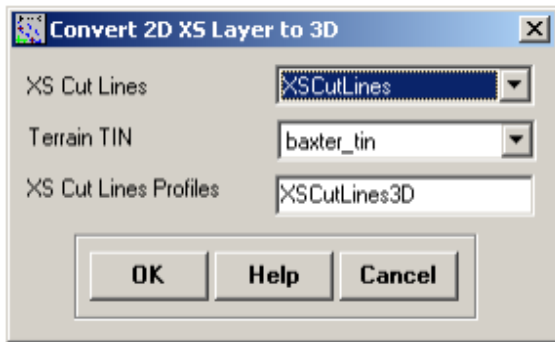 Convert 2D XS Layer to 3D
XS Cut Lines XSCutLines
Terrain TIN baxter_tin
XS Cut Lines Profiles XSCutLines3D
OK Help Cancel